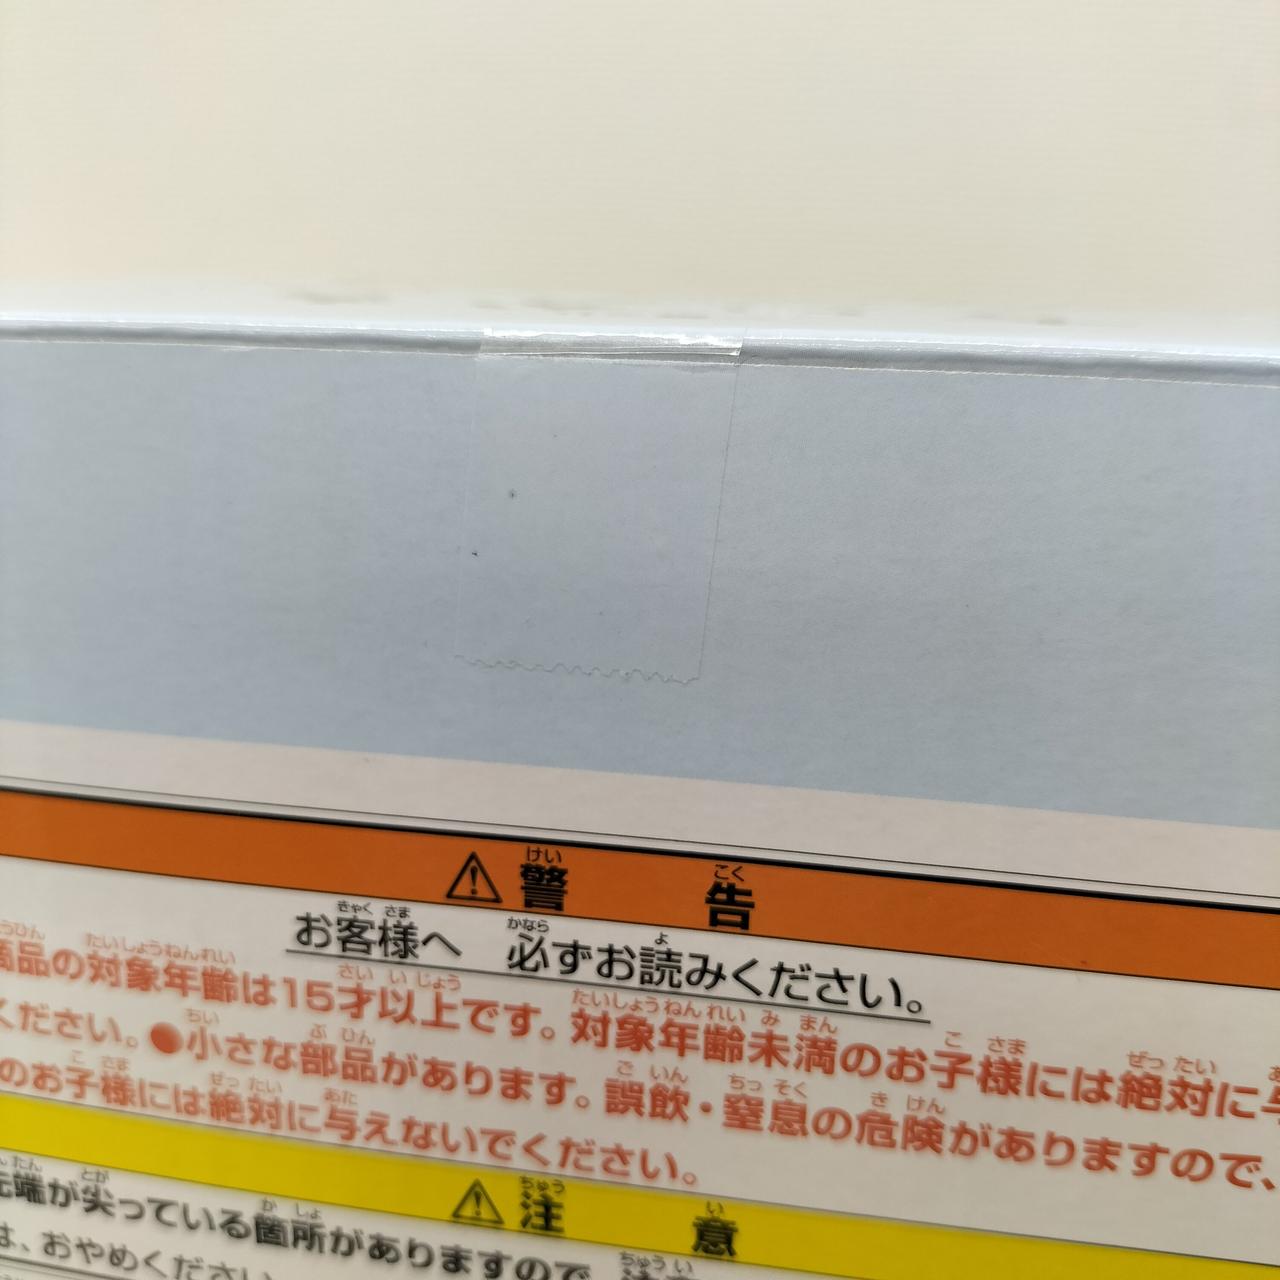 ⚠警告
お客様へ 必ずお読みください。
商品の対象年齢は15才以上です。対象年齢未満のお子様には絶対に与
ください。●小さな部品があります。誤飲・窒息の危険がありますので、
のお子様には絶対に与えないでください。
⚠注意
先端が尖っている箇所がありますので、注意
は、おやめください